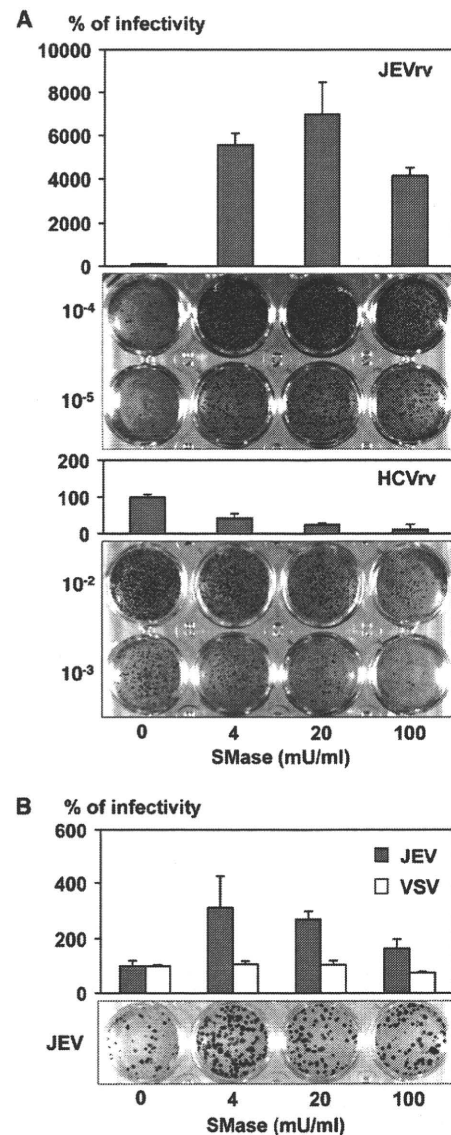 A % of infectivity
10000
8000
6000
4000
2000
0
JEVrv
10-4
10-5
200
100
0
HCVrv
10-2
10-3
0 4 20 100
SMase (mU/ml)
B % of infectivity
600
400
200
0
JEV
VSV
JEV
0 4 20 100
SMase (mU/ml)